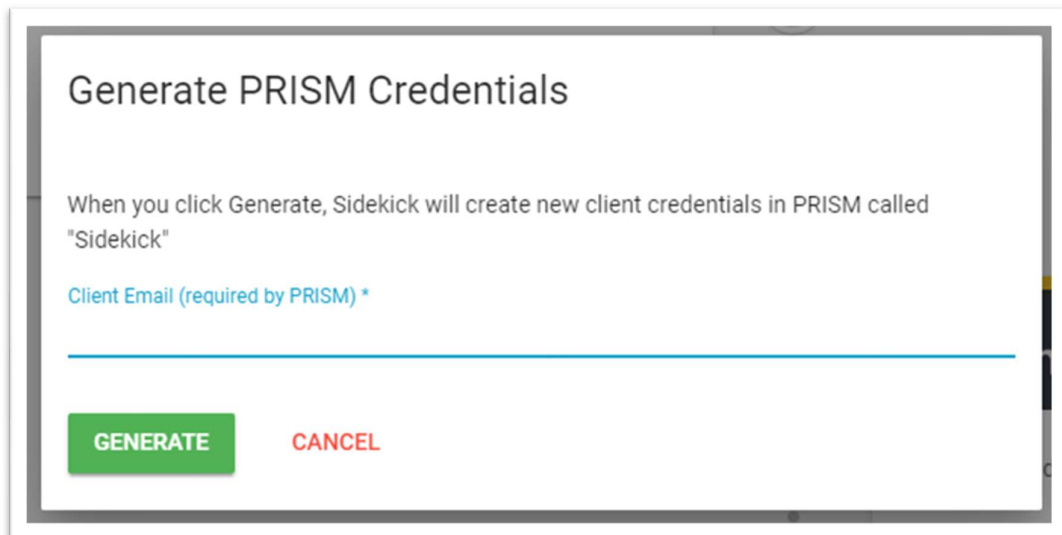 Generate PRISM Credentials
When you click Generate, Sidekick will create new client credentials in PRISM called
"Sidekick"
Client Email (required by PRISM) *
GENERATE
CANCEL